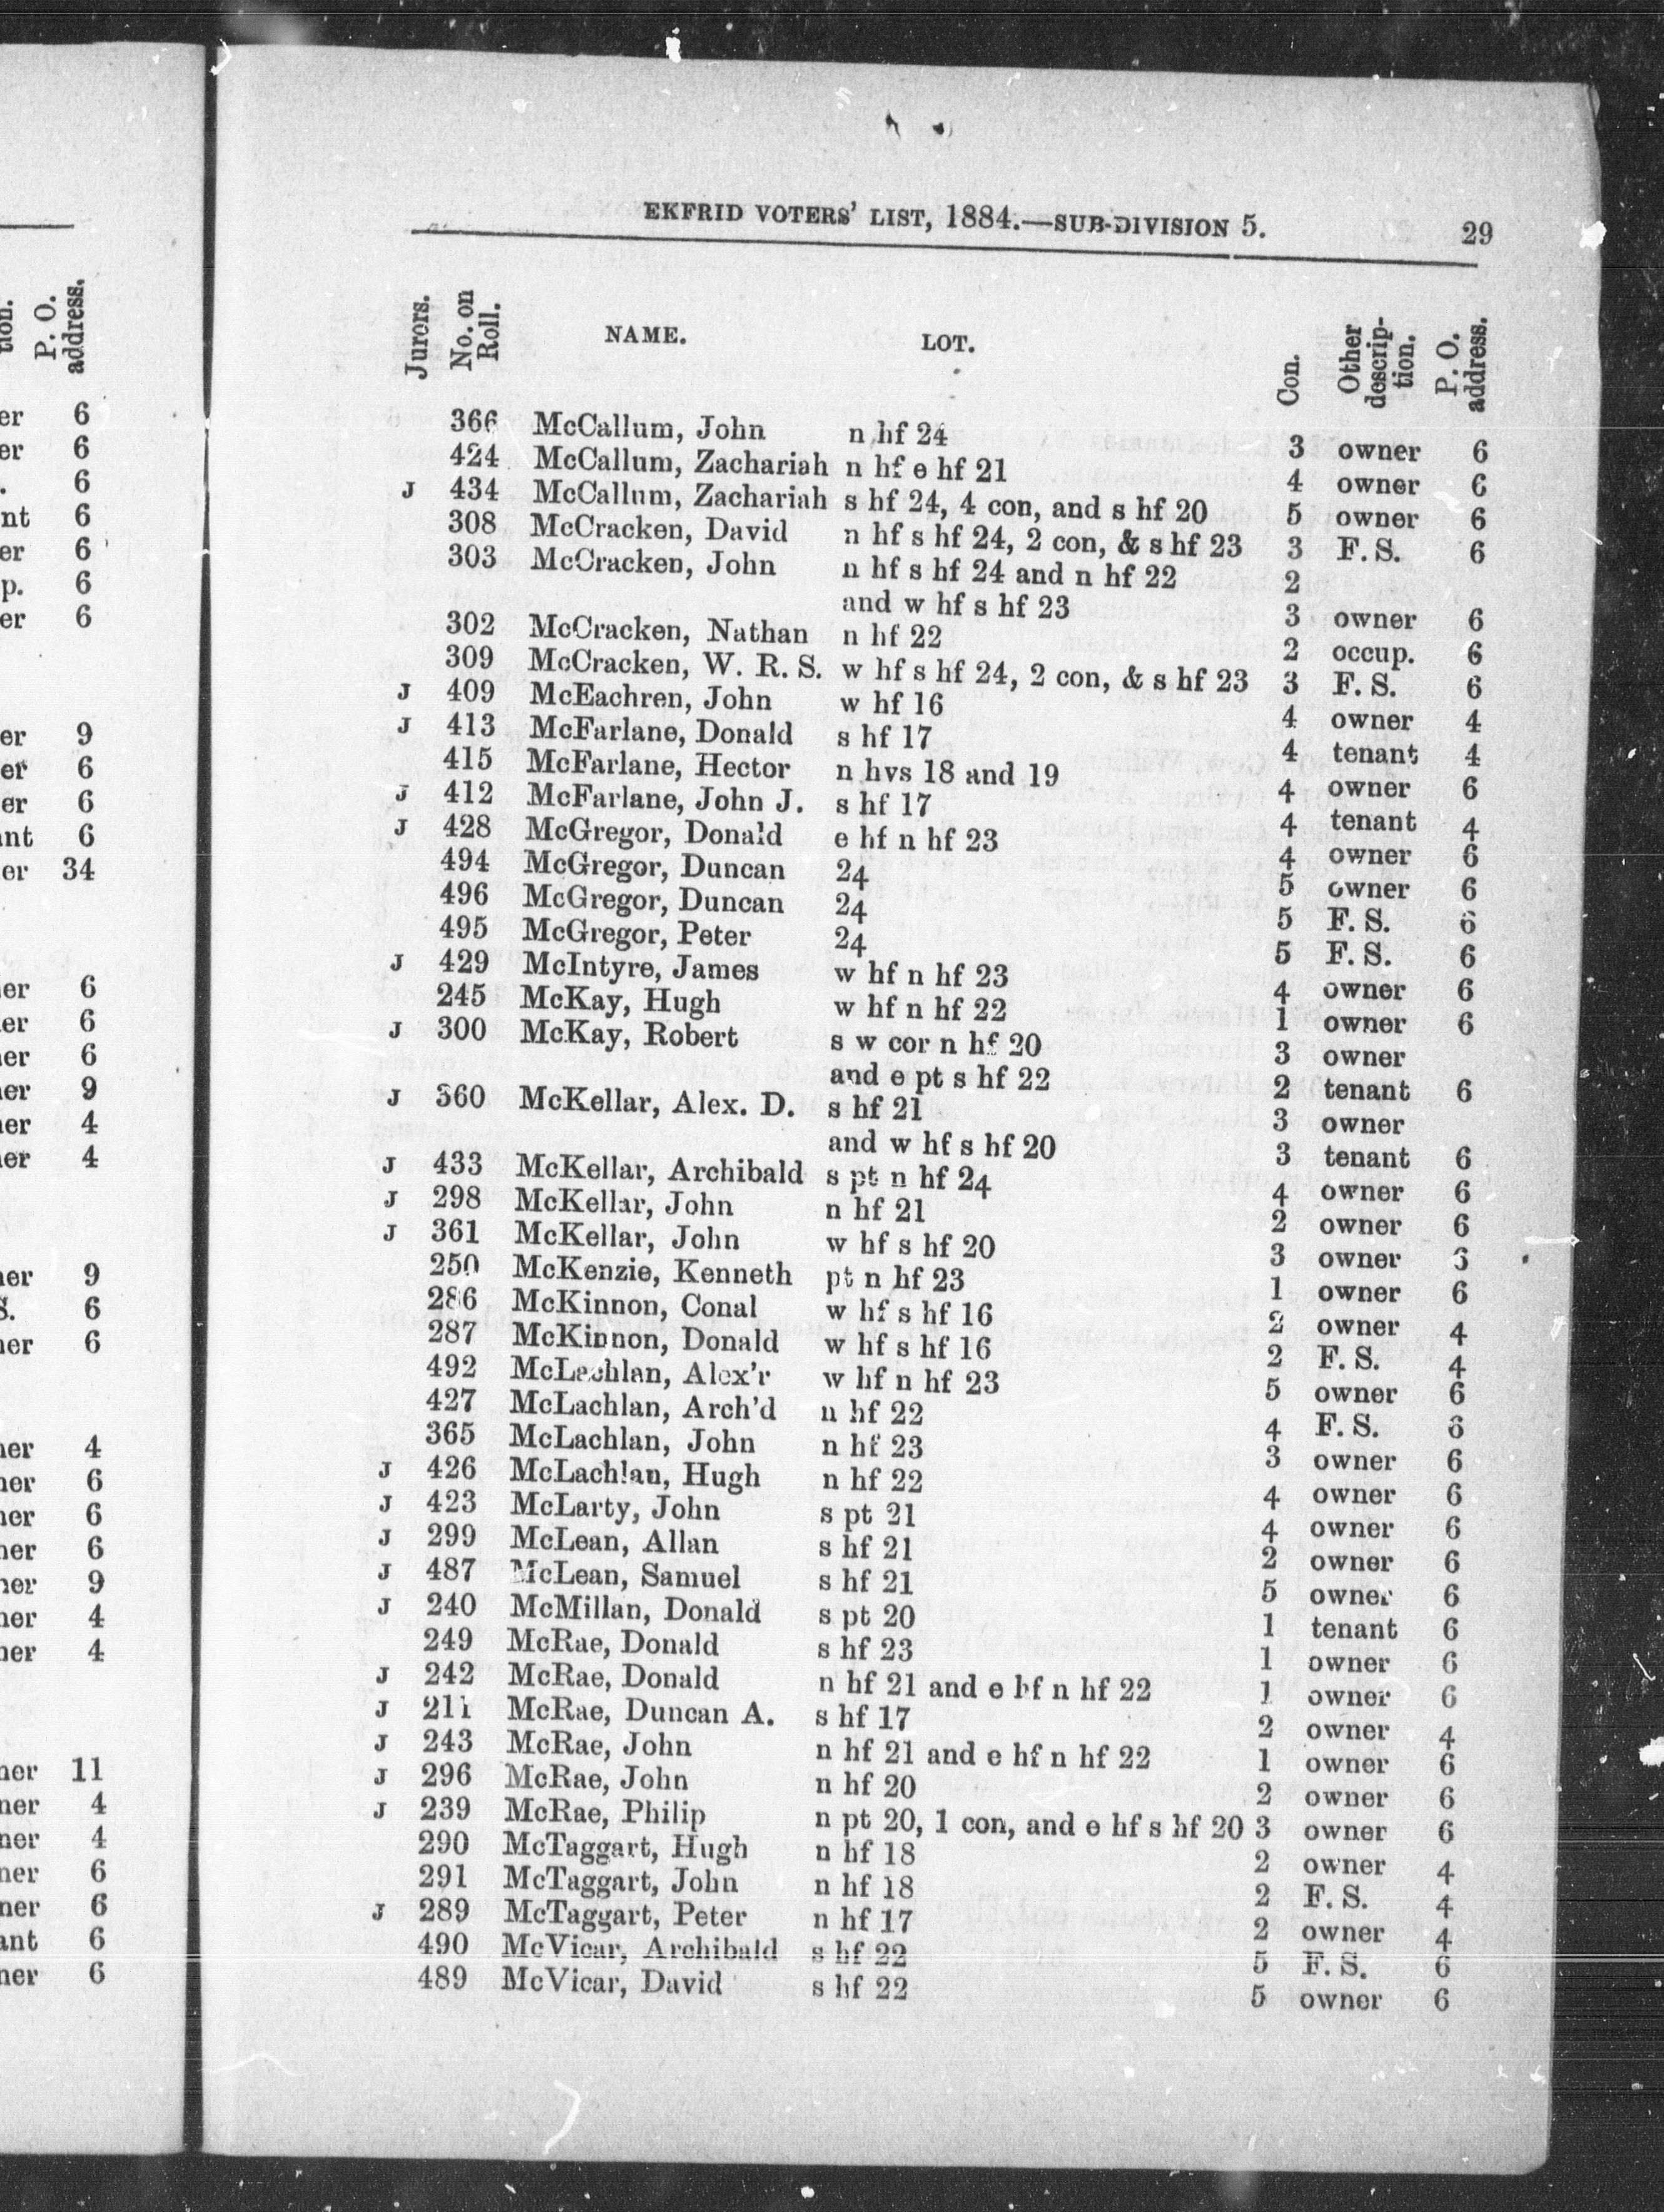 EKFRID VOTERS' LIST, 1884.—SUB-DIVISION 5. 29
Jurors. No. on Roll. NAME. LOT. Con. Other descrip-tion. P. O. address.
366 McCallum, John n hf 24 3 owner 6
424 McCallum, Zachariah n hf e hf 21 4 owner 6
J 434 McCallum, Zachariah s hf 24, 4 con, and s hf 20 5 owner 6
308 McCracken, David n hf s hf 24, 2 con, & s hf 23 3 F. S. 6
303 McCracken, John n hf s hf 24 and n hf 22 2
and w hf s hf 23 3 owner 6
302 McCracken, Nathan n hf 22 2 occup. 6
309 McCracken, W. R. S. w hf s hf 24, 2 con, & s hf 23 3 F. S. 6
J 409 McEachren, John w hf 16 4 owner 4
J 413 McFarlane, Donald s hf 17 4 tenant 4
415 McFarlane, Hector n hvs 18 and 19 4 owner 6
J 412 McFarlane, John J. s hf 17 4 tenant 4
J 428 McGregor, Donald e hf n hf 23 4 owner 6
494 McGregor, Duncan 24 5 owner 6
496 McGregor, Duncan 24 5 F. S. 6
495 McGregor, Peter 24 5 F. S. 6
J 429 McIntyre, James w hf n hf 23 4 owner 6
245 McKay, Hugh w hf n hf 22 1 owner 6
J 300 McKay, Robert s w cor n hf 20 3 owner
and e pt s hf 22 2 tenant 6
J 360 McKellar, Alex. D. s hf 21 3 owner
and w hf s hf 20 3 tenant 6
J 433 McKellar, Archibald s pt n hf 24 4 owner 6
J 298 McKellar, John n hf 21 2 owner 6
J 361 McKellar, John w hf s hf 20 3 owner 6
250 McKenzie, Kenneth pt n hf 23 1 owner 6
286 McKinnon, Conal w hf s hf 16 2 owner 4
287 McKinnon, Donald w hf s hf 16 2 F. S. 4
492 McLachlan, Alex'r w hf n hf 23 5 owner 6
427 McLachlan, Arch'd n hf 22 4 F. S. 6
365 McLachlan, John n hf 23 3 owner 6
J 426 McLachlan, Hugh n hf 22 4 owner 6
J 423 McLarty, John s pt 21 4 owner 6
J 299 McLean, Allan s hf 21 2 owner 6
J 487 McLean, Samuel s hf 21 5 owner 6
J 240 McMillan, Donald s pt 20 1 tenant 6
249 McRae, Donald s hf 23 1 owner 6
J 242 McRae, Donald n hf 21 and e hf n hf 22 1 owner 6
J 211 McRae, Duncan A. s hf 17 2 owner 4
J 243 McRae, John n hf 21 and e hf n hf 22 1 owner 6
J 296 McRae, John n hf 20 2 owner 6
J 239 McRae, Philip n pt 20, 1 con, and e hf s hf 20 3 owner 6
290 McTaggart, Hugh n hf 18 2 owner 4
291 McTaggart, John n hf 18 2 F. S. 4
J 289 McTaggart, Peter n hf 17 2 owner 4
490 McVicar, Archibald s hf 22 5 F. S. 6
489 McVicar, David s hf 22 5 owner 6